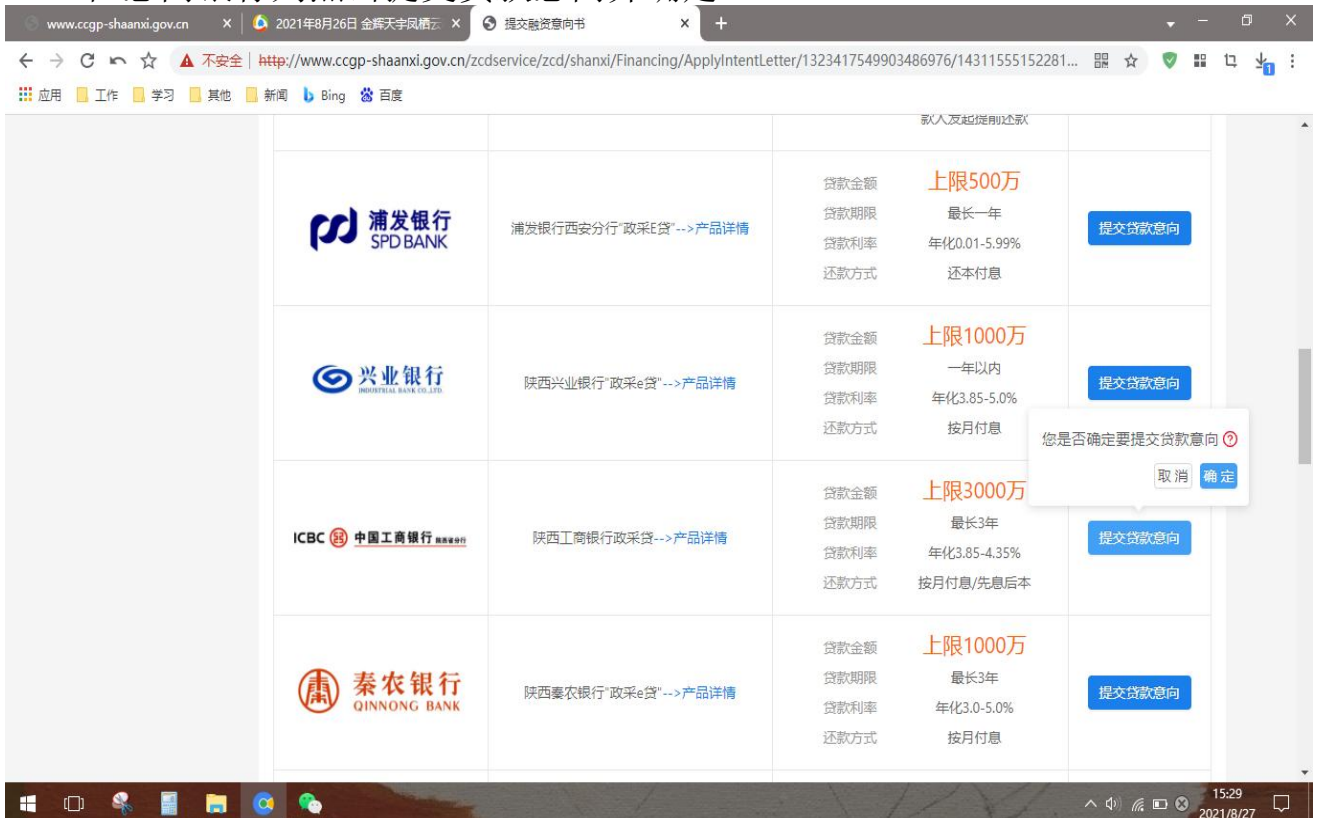 www.ccgp-shaanxi.gov.cn
2021年8月26日 金辉天宇凤栖云
提交融资意向书
不安全 | http://www.ccgp-shaanxi.gov.cn/zcdservice/zcd/shanxi/Financing/ApplyIntentLetter/1323417549903486976/14311555152281...
1
应用 工作 学习 其他 新闻 Bing 百度
款人发起提前还款
浦发银行
SPD BANK
浦发银行西安分行"政采E贷"-->产品详情
贷款金额 上限500万
贷款期限 最长一年
贷款利率 年化0.01-5.99%
还款方式 还本付息
提交贷款意向
兴业银行
INDUSTRIAL BANK CO.,LTD.
陕西兴业银行"政采e贷"-->产品详情
贷款金额 上限1000万
贷款期限 一年以内
贷款利率 年化3.85-5.0%
还款方式 按月付息
提交贷款意向
您是否确定要提交贷款意向
取消 确定
ICBC 中国工商银行
陕西工商银行政采贷-->产品详情
贷款金额 上限3000万
贷款期限 最长3年
贷款利率 年化3.85-4.35%
还款方式 按月付息/先息后本
提交贷款意向
秦农银行
QINNONG BANK
陕西秦农银行"政采e贷"-->产品详情
贷款金额 上限1000万
贷款期限 最长3年
贷款利率 年化3.0-5.0%
还款方式 按月付息
提交贷款意向
15:29
2021/8/27